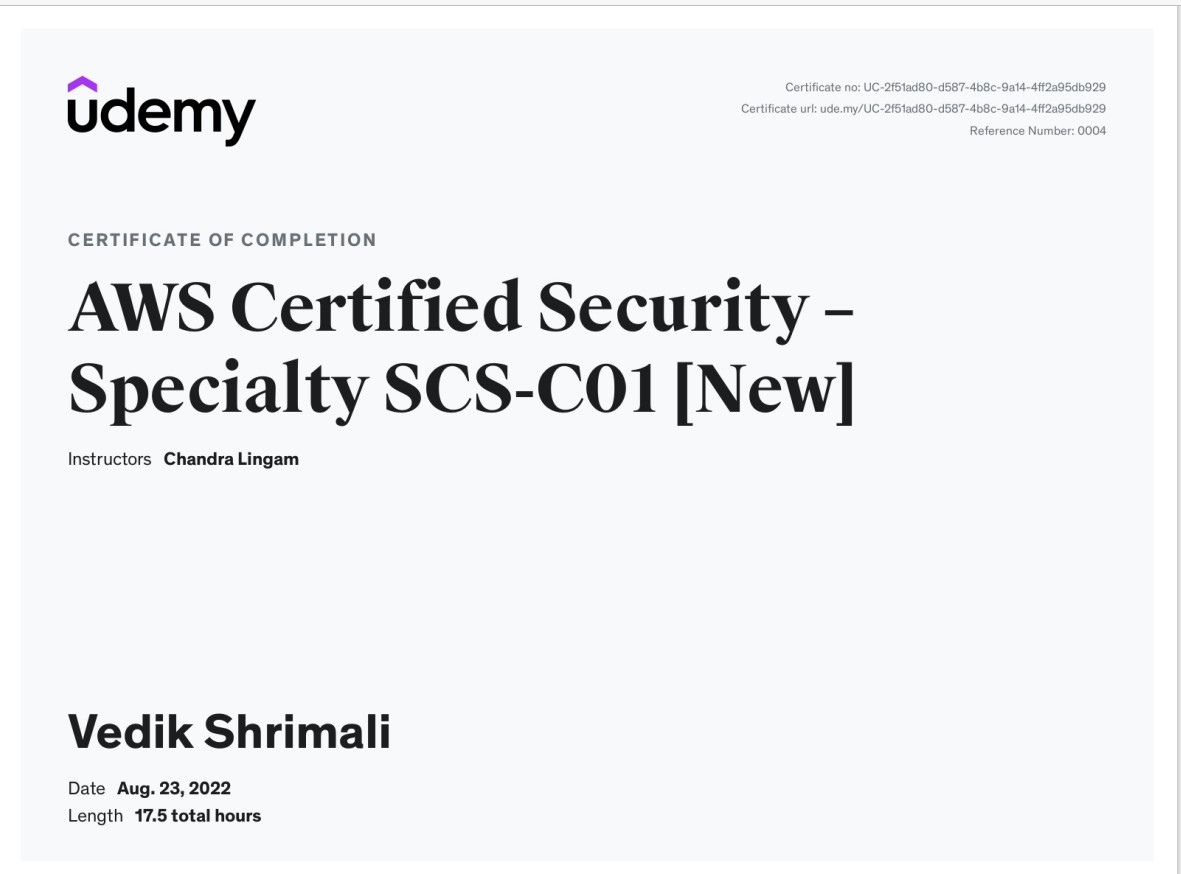 udemy
Certificate no: UC-2f51ad80-d587-4b8c-9a14-4ff2a95db929
Certificate url: ude.my/UC-2f51ad80-d587-4b8c-9a14-4ff2a95db929
Reference Number: 0004
CERTIFICATE OF COMPLETION
AWS Certified Security –
Specialty SCS-C01 [New]
Instructors Chandra Lingam
Vedik Shrimali
Date Aug. 23, 2022
Length 17.5 total hours